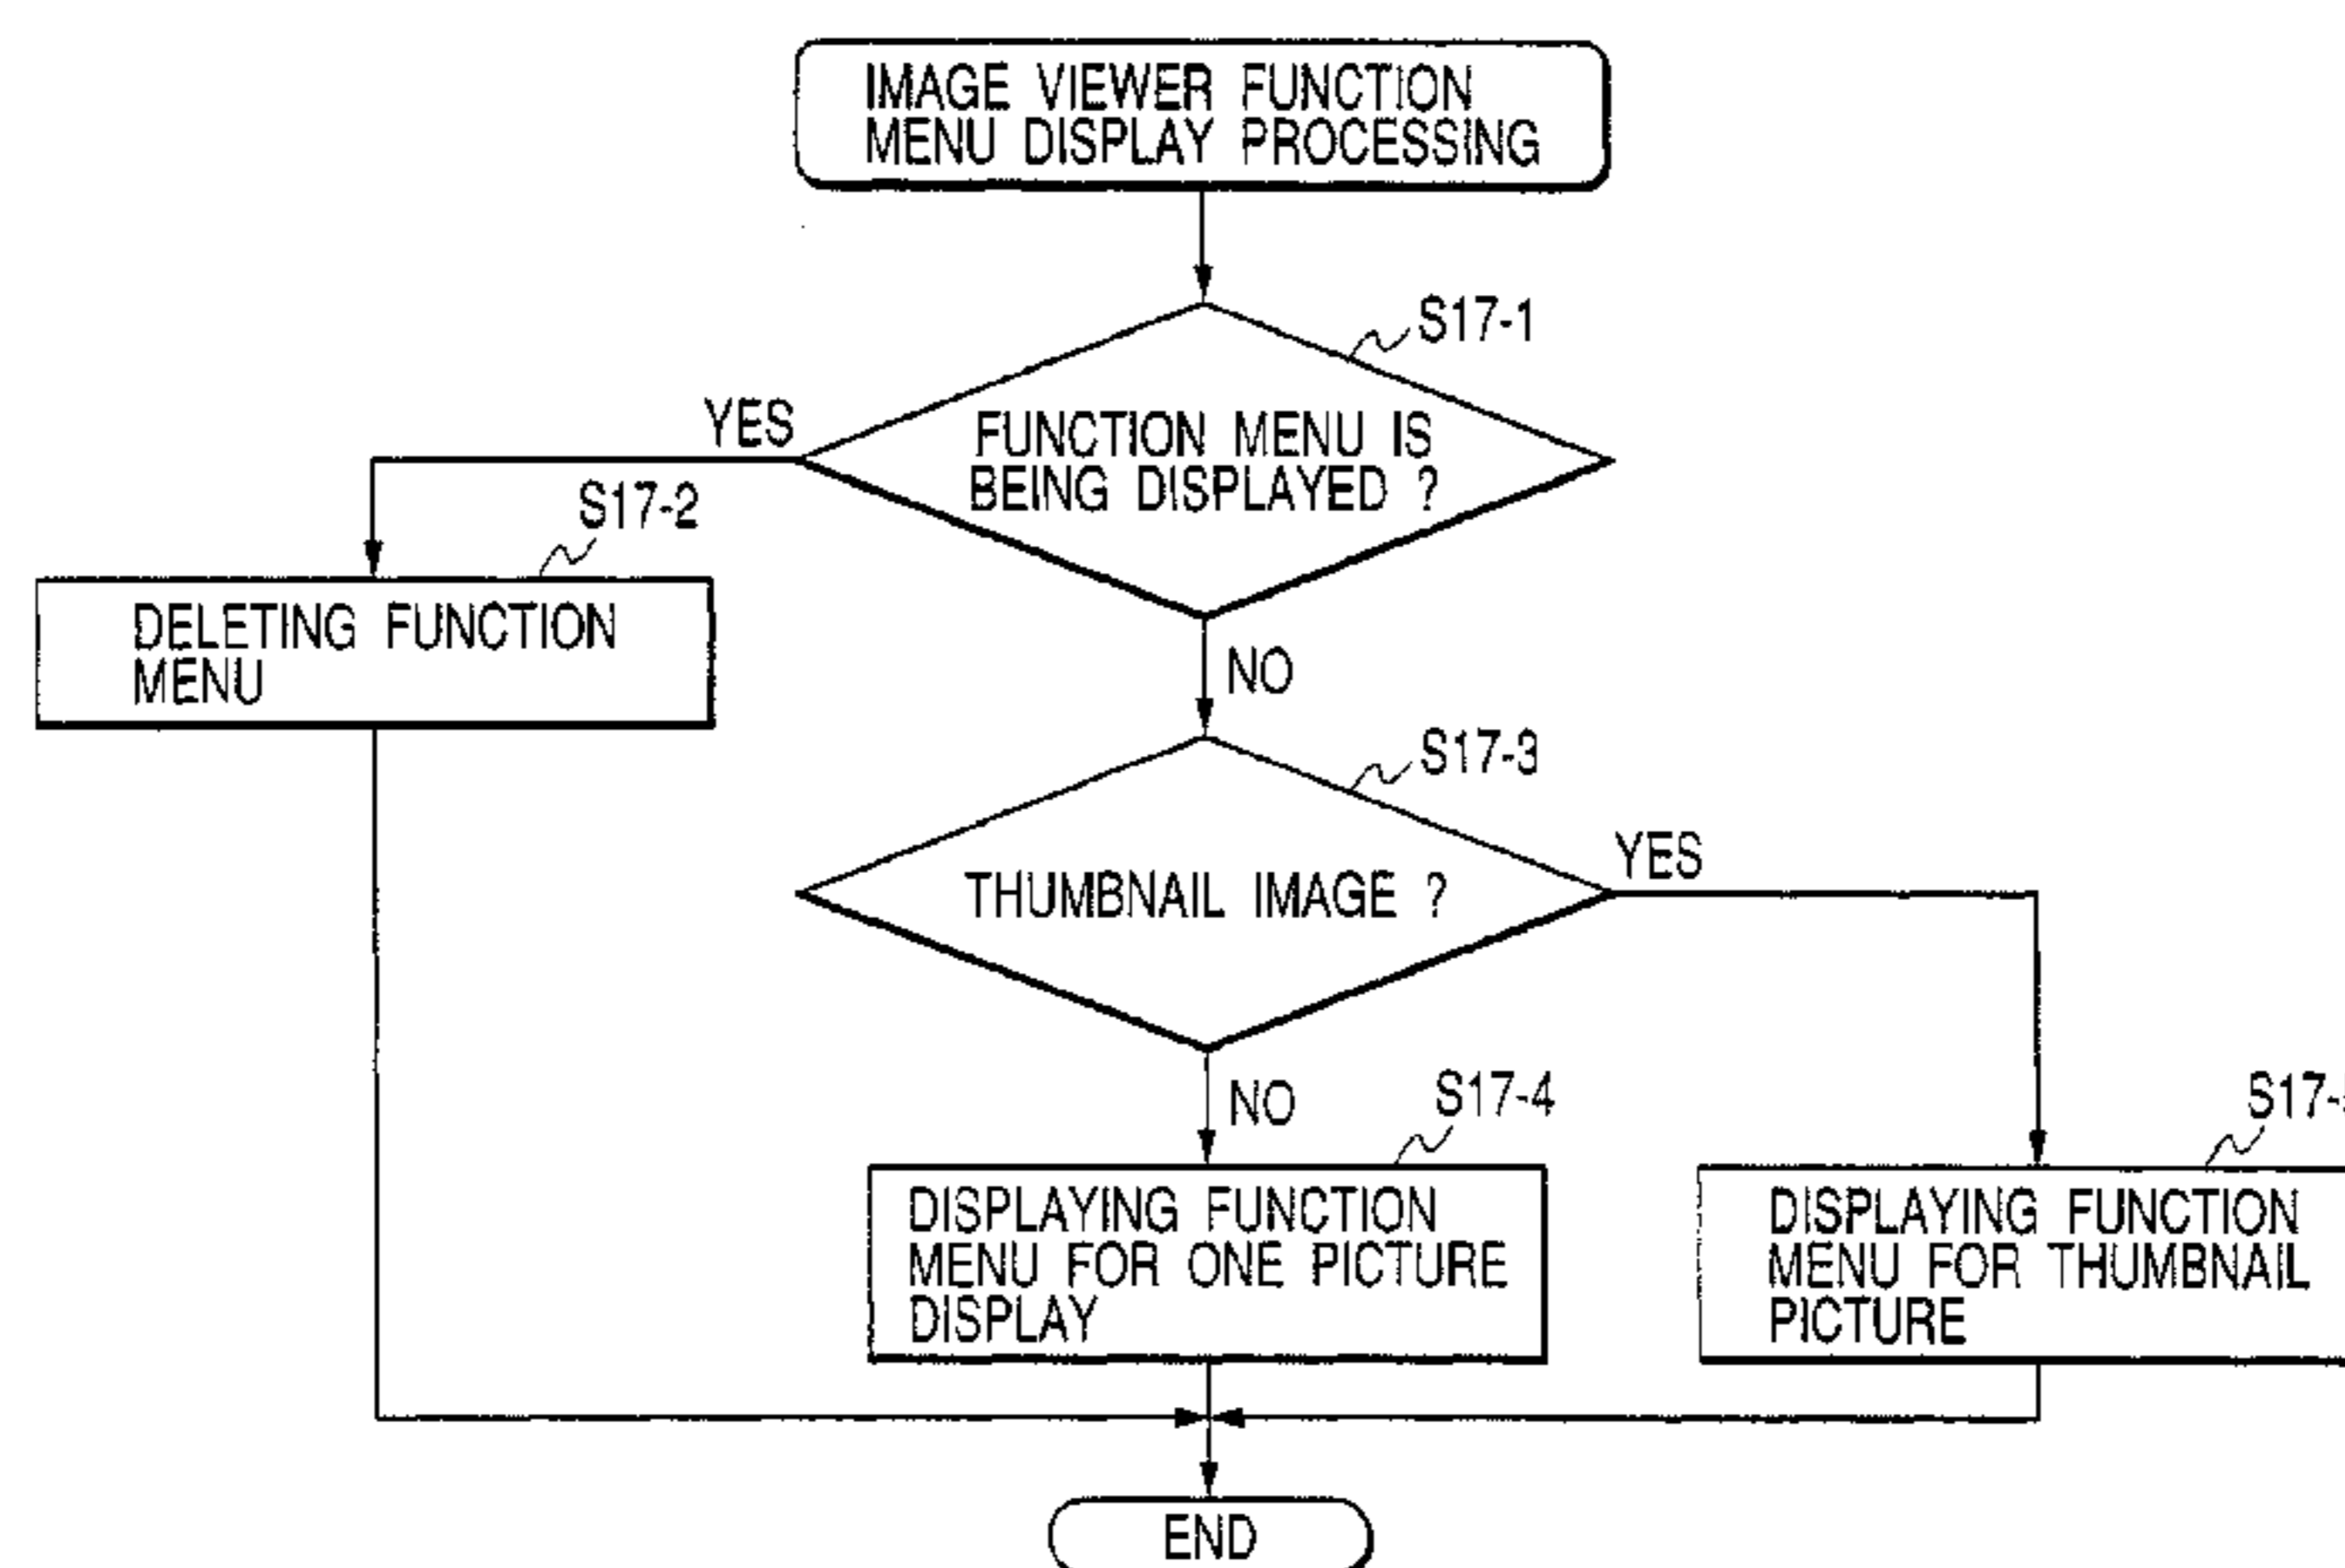 IMAGE VIEWER FUNCTION
MENU DISPLAY PROCESSING
S17-1
YES
FUNCTION MENU IS
BEING DISPLAYED ?
S17-2
DELETING FUNCTION
MENU
NO
S17-3
YES
THUMBNAIL IMAGE ?
NO
S17-4
DISPLAYING FUNCTION
MENU FOR ONE PICTURE
DISPLAY
DISPLAYING FUNCTION
MENU FOR THUMBNAIL
PICTURE
END